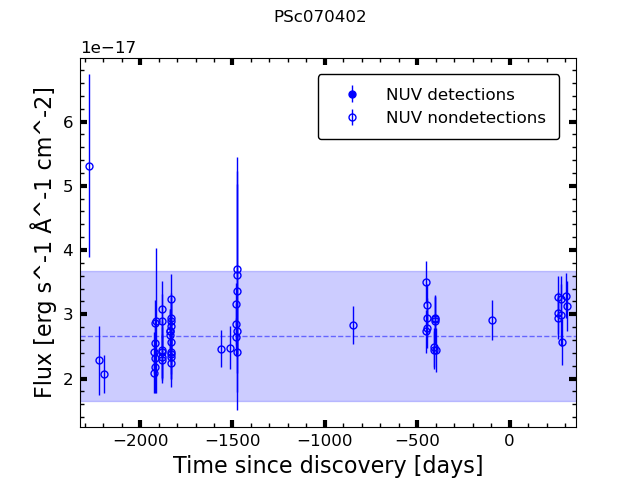 PSc070402
1e−17
NUV detections
NUV nondetections
6
5
4
3
2
Flux [erg s^-1 Å^-1 cm^-2]
−2000 −1500 −1000 −500 0
Time since discovery [days]